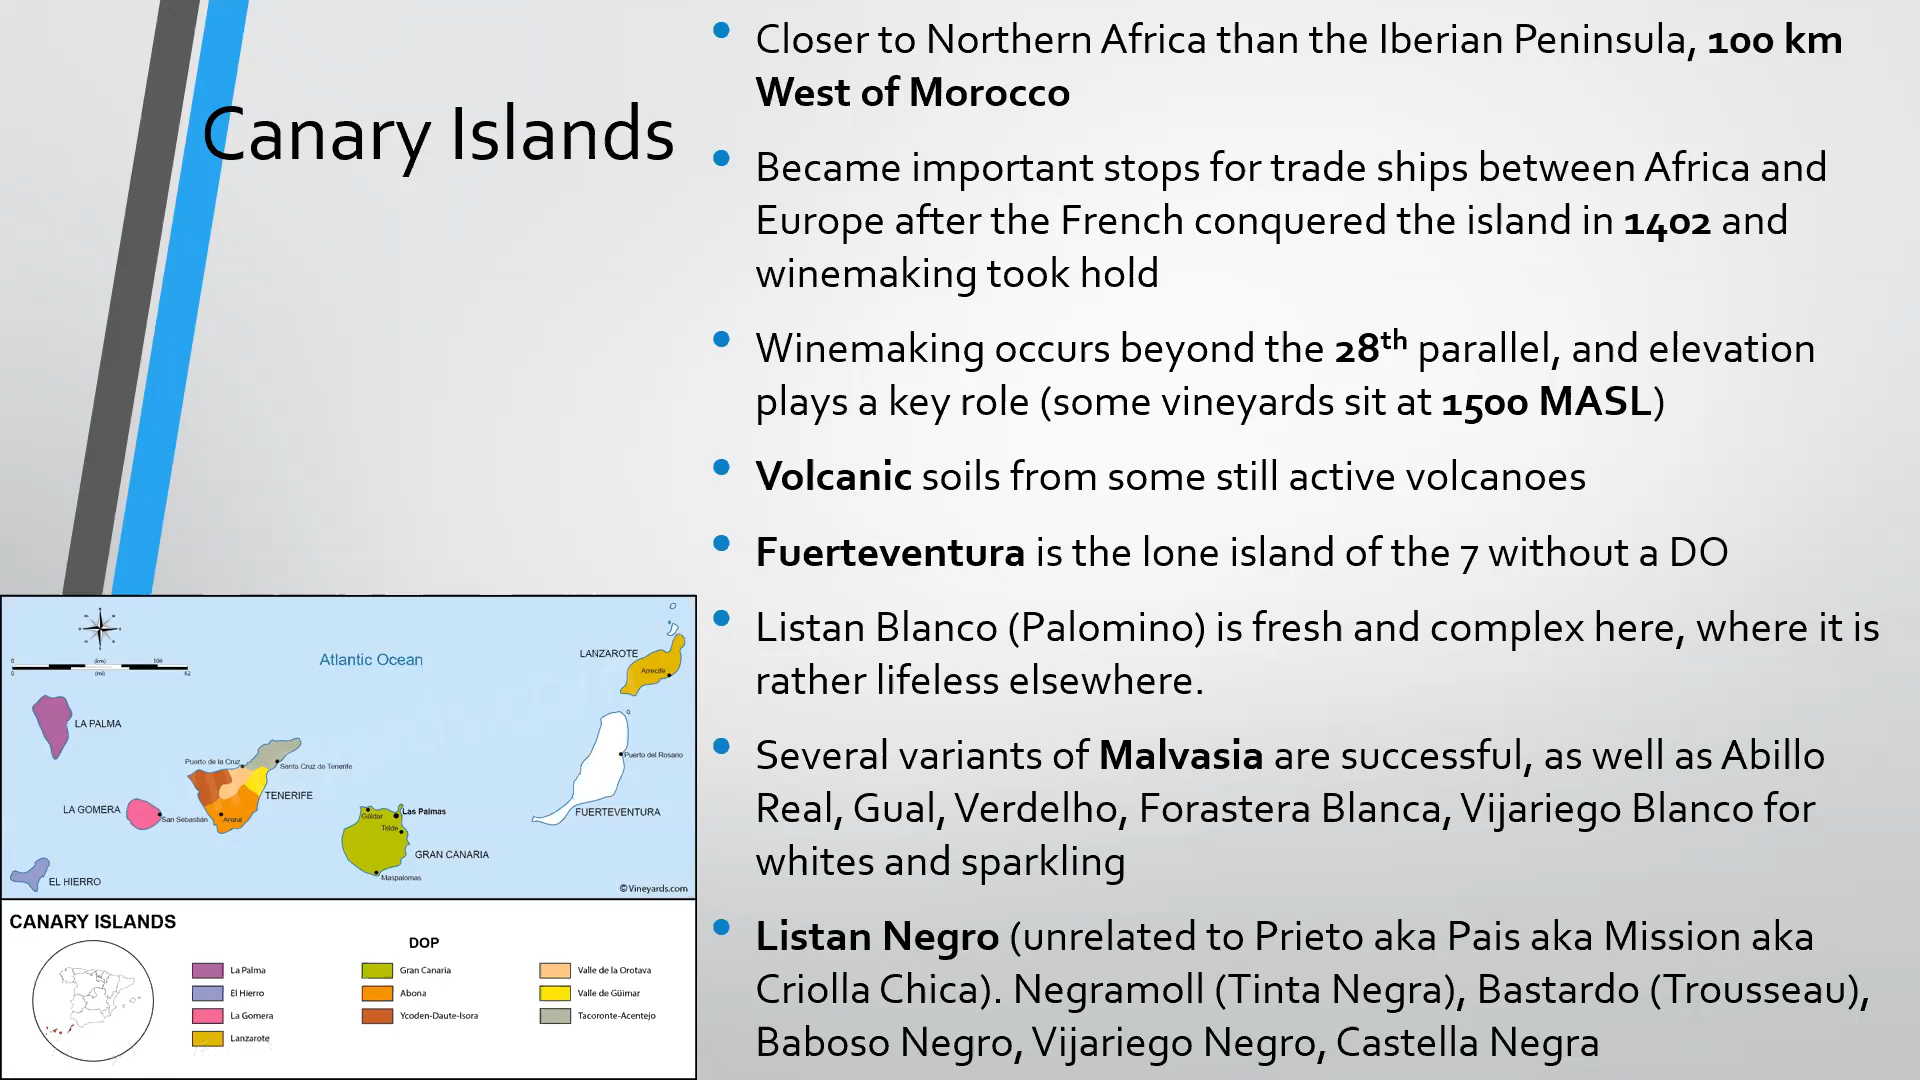 Canary Islands
Closer to Northern Africa than the Iberian Peninsula, 100 km
West of Morocco
Became important stops for trade ships between Africa and
Europe after the French conquered the island in 1402 and
winemaking took hold
Winemaking occurs beyond the 28th parallel, and elevation
plays a key role (some vineyards sit at 1500 MASL)
Volcanic soils from some still active volcanoes
Fuerteventura is the lone island of the 7 without a DO
Listan Blanco (Palomino) is fresh and complex here, where it is
rather lifeless elsewhere.
Several variants of Malvasia are successful, as well as Abillo
Real, Gual, Verdelho, Forastera Blanca, Vijariego Blanco for
whites and sparkling
Listan Negro (unrelated to Prieto aka Pais aka Mission aka
Criolla Chica). Negramoll (Tinta Negra), Bastardo (Trousseau),
Baboso Negro, Vijariego Negro, Castella Negra
0 (km) 100
0 (mi) 62
Atlantic Ocean
LANZAROTE
Arrecife
LA PALMA
Puerto de la Cruz
Santa Cruz de Tenerife
Puerto del Rosario
TENERIFE
LA GOMERA
San Sebastián
Arona
Gáldar
Las Palmas
Telde
FUERTEVENTURA
GRAN CANARIA
Maspalomas
EL HIERRO
©Vineyards.com
CANARY ISLANDS
DOP
La Palma
El Hierro
La Gomera
Lanzarote
Gran Canaria
Abona
Ycoden-Daute-Isora
Valle de la Orotava
Valle de Güimar
Tacoronte-Acentejo